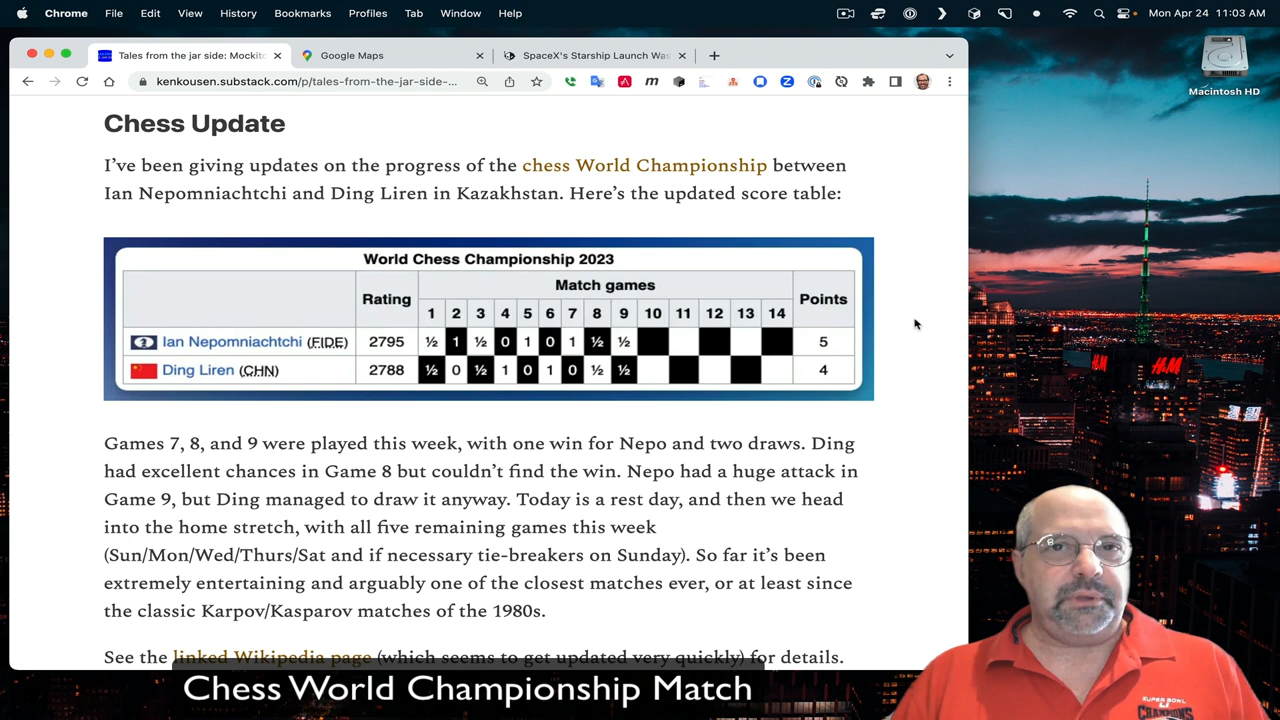 Chrome File Edit View History Bookmarks Profiles Tab Window Help Mon Apr 24 11:03 AM
Tales from the jar side: Mockito Google Maps SpaceX's Starship Launch Was
kenkousen.substack.com/p/tales-from-the-jar-side-...
Macintosh HD
Chess Update
I've been giving updates on the progress of the chess World Championship between
Ian Nepomniachtchi and Ding Liren in Kazakhstan. Here's the updated score table:
World Chess Championship 2023
Rating Match games Points
1 2 3 4 5 6 7 8 9 10 11 12 13 14
Ian Nepomniachtchi (FIDE) 2795 ½ 1 ½ 0 1 0 1 ½ ½ 5
Ding Liren (CHN) 2788 ½ 0 ½ 1 0 1 0 ½ ½ 4
Games 7, 8, and 9 were played this week, with one win for Nepo and two draws. Ding
had excellent chances in Game 8 but couldn't find the win. Nepo had a huge attack in
Game 9, but Ding managed to draw it anyway. Today is a rest day, and then we head
into the home stretch, with all five remaining games this week
(Sun/Mon/Wed/Thurs/Sat and if necessary tie-breakers on Sunday). So far it's been
extremely entertaining and arguably one of the closest matches ever, or at least since
the classic Karpov/Kasparov matches of the 1980s.
See the linked Wikipedia page (which seems to get updated very quickly) for details.
Chess World Championship Match
H&M
H&M
SUPER BOWL
CHAMPIONS